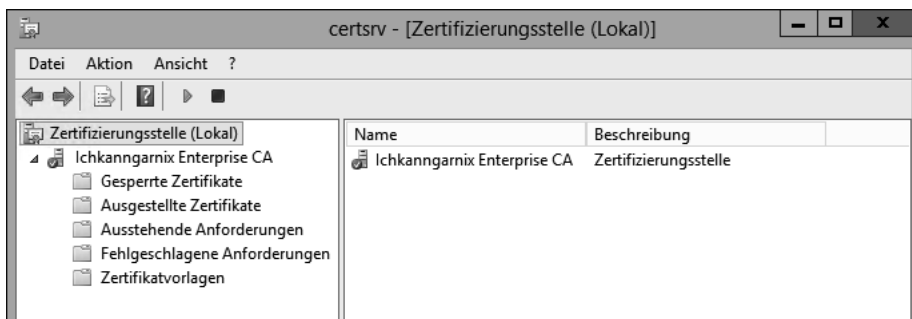 certsrv - [Zertifizierungsstelle (Lokal)]
Datei Aktion Ansicht ?
Zertifizierungsstelle (Lokal)
Ichkanngarnix Enterprise CA
Gesperrte Zertifikate
Ausgestellte Zertifikate
Ausstehende Anforderungen
Fehlgeschlagene Anforderungen
Zertifikatvorlagen
Name Beschreibung
Ichkanngarnix Enterprise CA Zertifizierungsstelle